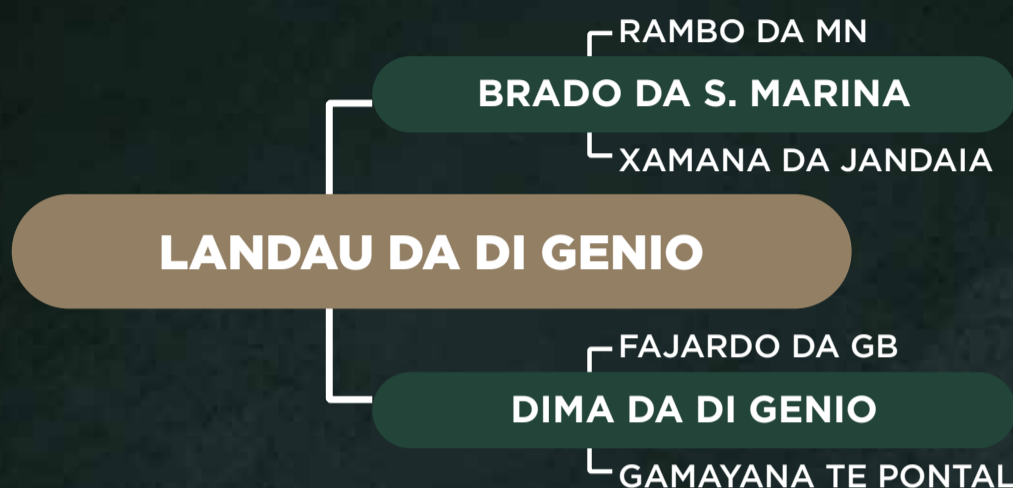 RAMBO DA MN
BRADO DA S. MARINA
XAMANA DA JANDAIA
LANDAU DA DI GENIO
FAJARDO DA GB
DIMA DA DI GENIO
GAMAYANA TE PONTAL